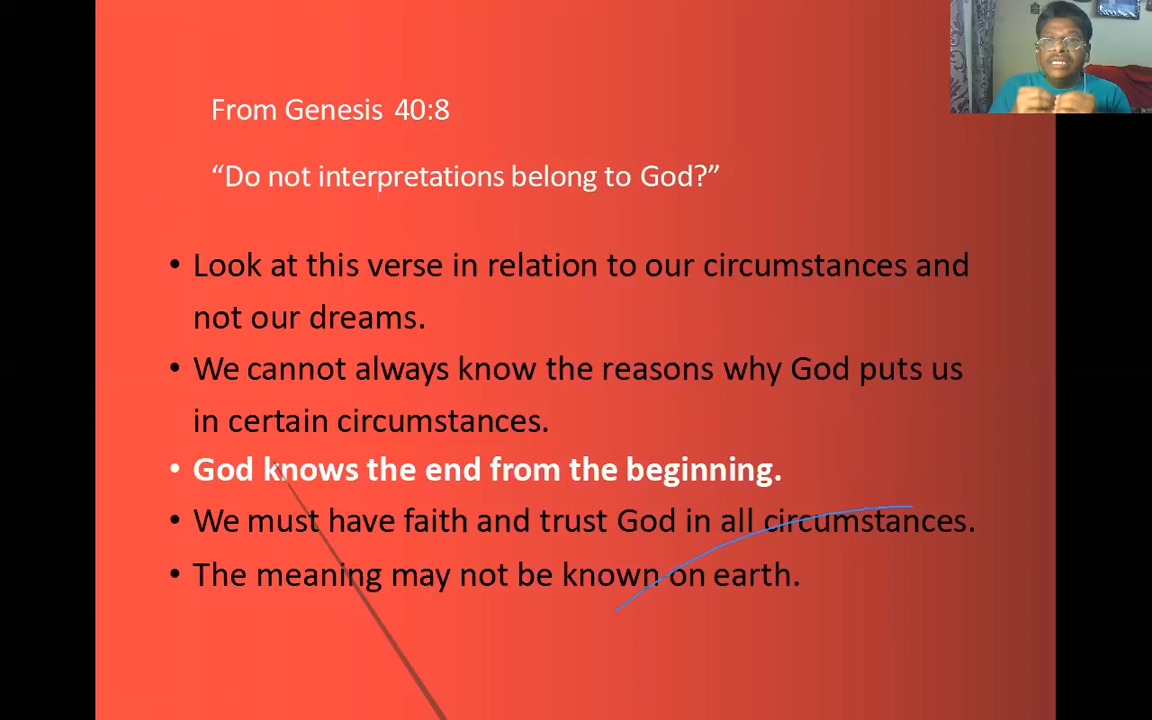 From Genesis 40:8
“Do not interpretations belong to God?”
• Look at this verse in relation to our circumstances and
not our dreams.
• We cannot always know the reasons why God puts us
in certain circumstances.
• God knows the end from the beginning.
• We must have faith and trust God in all circumstances.
• The meaning may not be known on earth.